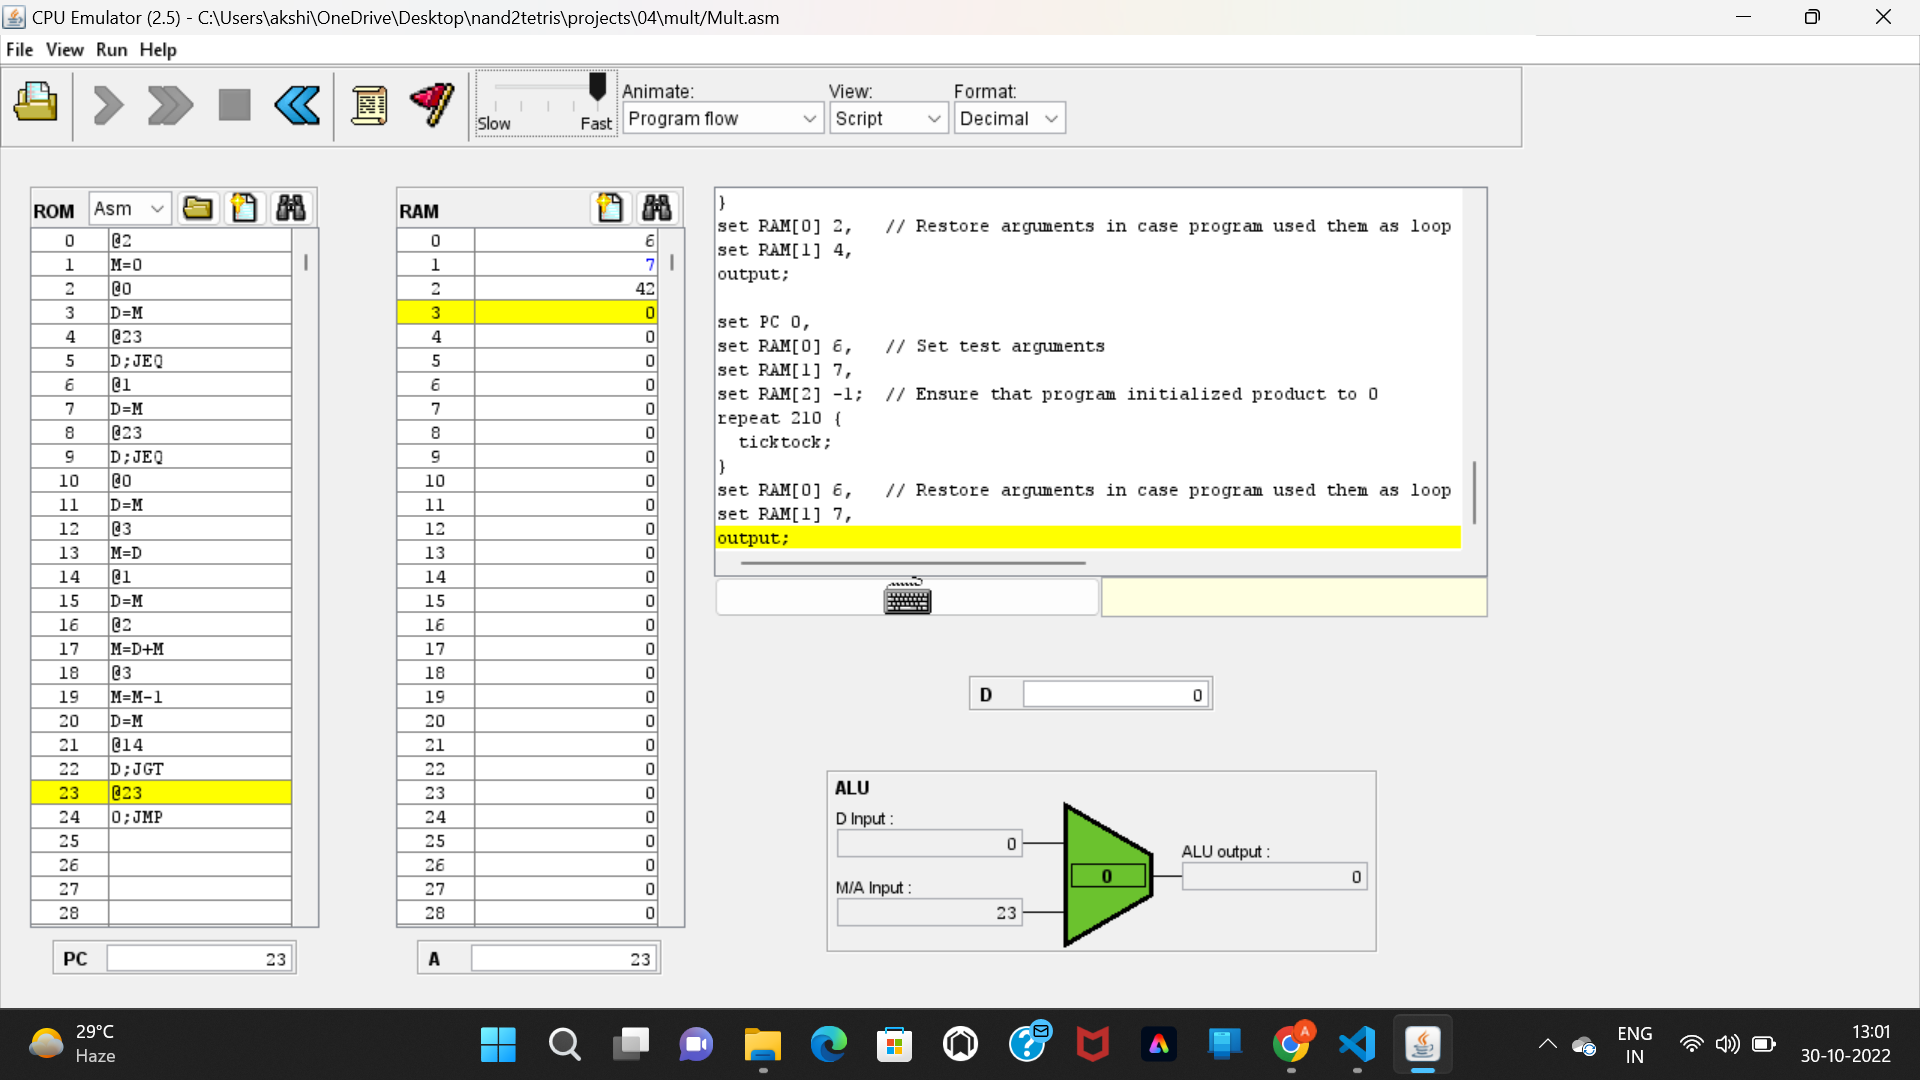 CPU Emulator (2.5) - C:\Users\akshi\OneDrive\Desktop\nand2tetris\projects\04\mult/Mult.asm
File View Run Help
Slow Fast
Animate:
Program flow
View:
Script
Format:
Decimal
ROM Asm
0 @2
1 M=0
2 @0
3 D=M
4 @23
5 D;JEQ
6 @1
7 D=M
8 @23
9 D;JEQ
10 @0
11 D=M
12 @3
13 M=D
14 @1
15 D=M
16 @2
17 M=D+M
18 @3
19 M=M-1
20 D=M
21 @14
22 D;JGT
23 @23
24 0;JMP
25
26
27
28
PC 23
RAM
0 6
1 7
2 42
3 0
4 0
5 0
6 0
7 0
8 0
9 0
10 0
11 0
12 0
13 0
14 0
15 0
16 0
17 0
18 0
19 0
20 0
21 0
22 0
23 0
24 0
25 0
26 0
27 0
28 0
A 23
}
set RAM[0] 2,   // Restore arguments in case program used them as loop
set RAM[1] 4,
output;
set PC 0,
set RAM[0] 6,   // Set test arguments
set RAM[1] 7,
set RAM[2] -1;  // Ensure that program initialized product to 0
repeat 210 {
ticktock;
}
set RAM[0] 6,   // Restore arguments in case program used them as loop
set RAM[1] 7,
output;
D 0
ALU
D Input :
0
M/A Input :
23
0
ALU output :
0
29°C
Haze
A
ENG
IN
13:01
30-10-2022